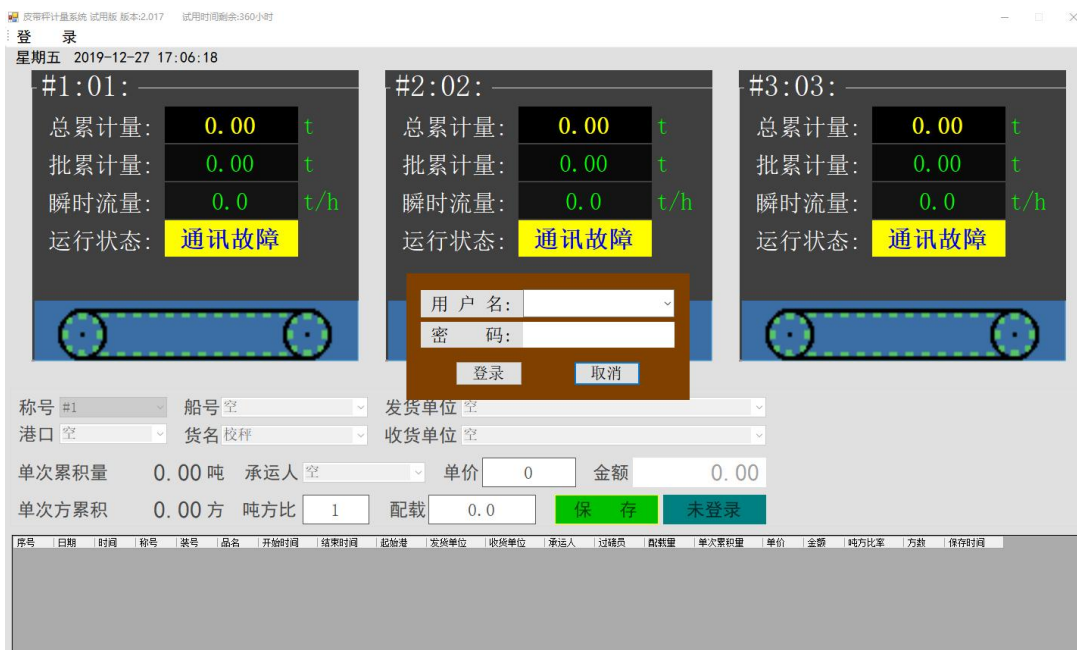 皮带秤计量系统 试用版 版本:2.017 试用时间剩余:360小时
登 录
星期五 2019-12-27 17:06:18
#1:01: #2:02: #3:03:
总累计量: 0.00 t 总累计量: 0.00 t 总累计量: 0.00 t
批累计量: 0.00 t 批累计量: 0.00 t 批累计量: 0.00 t
瞬时流量: 0.0 t/h 瞬时流量: 0.0 t/h 瞬时流量: 0.0 t/h
运行状态: 通讯故障 运行状态: 通讯故障 运行状态: 通讯故障
用 户 名:
密 码:
登录 取消
称号 #1 船号 空 发货单位 空
港口 空 货名 校秤 收货单位 空
单次累积量 0.00 吨 承运人 空 单价 0 金额 0.00
单次方累积 0.00 方 吨方比 1 配载 0.0 保 存 未登录
序号 日期 时间 称号 装号 品名 开始时间 结束时间 起始港 发货单位 收货单位 承运人 过磅员 配载量 单次累积量 单价 金额 吨方比率 方数 保存时间